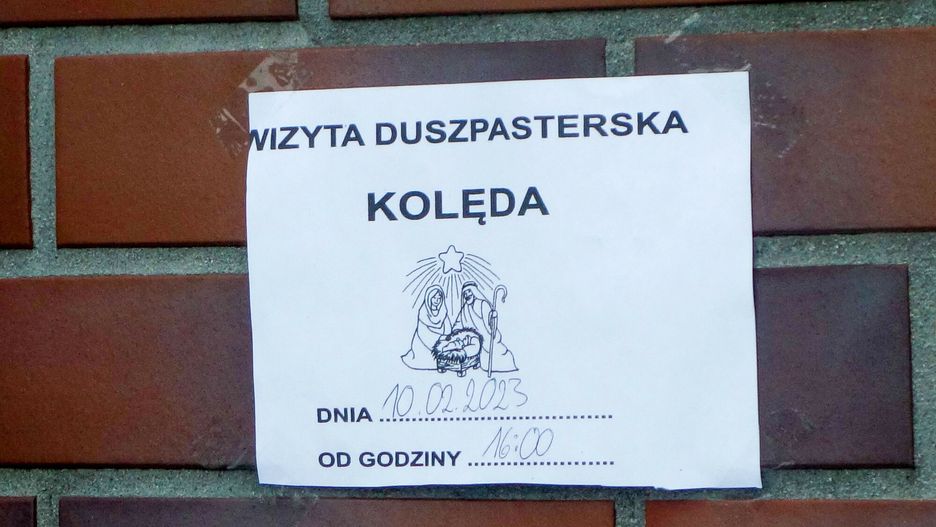 WIZYTA DUSZPASTERSKA
KOLĘDA
DNIA 10.02.2023
OD GODZINY 16:00